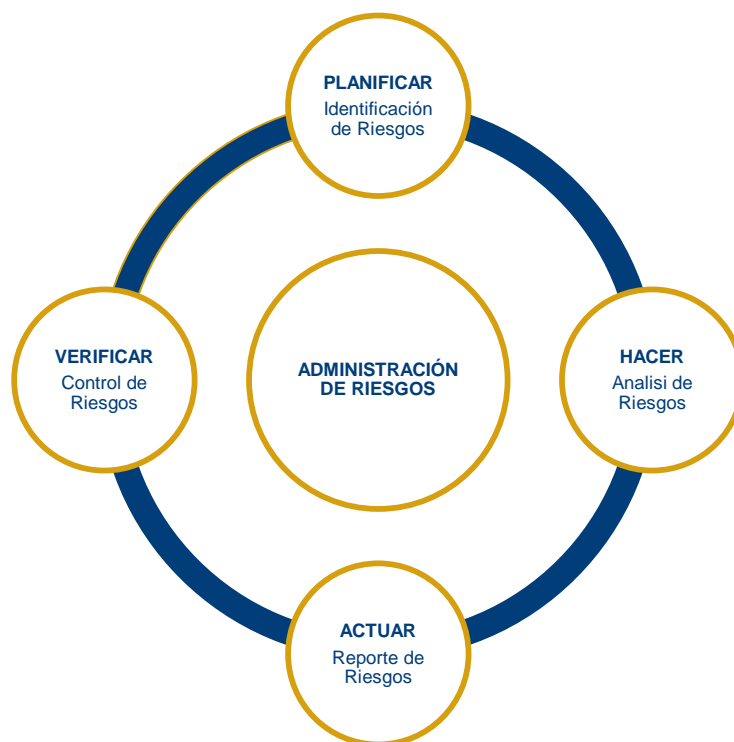 PLANIFICAR
Identificación
de Riesgos
VERIFICAR
Control de
Riesgos
ADMINISTRACIÓN
DE RIESGOS
HACER
Analisi de
Riesgos
ACTUAR
Reporte de
Riesgos